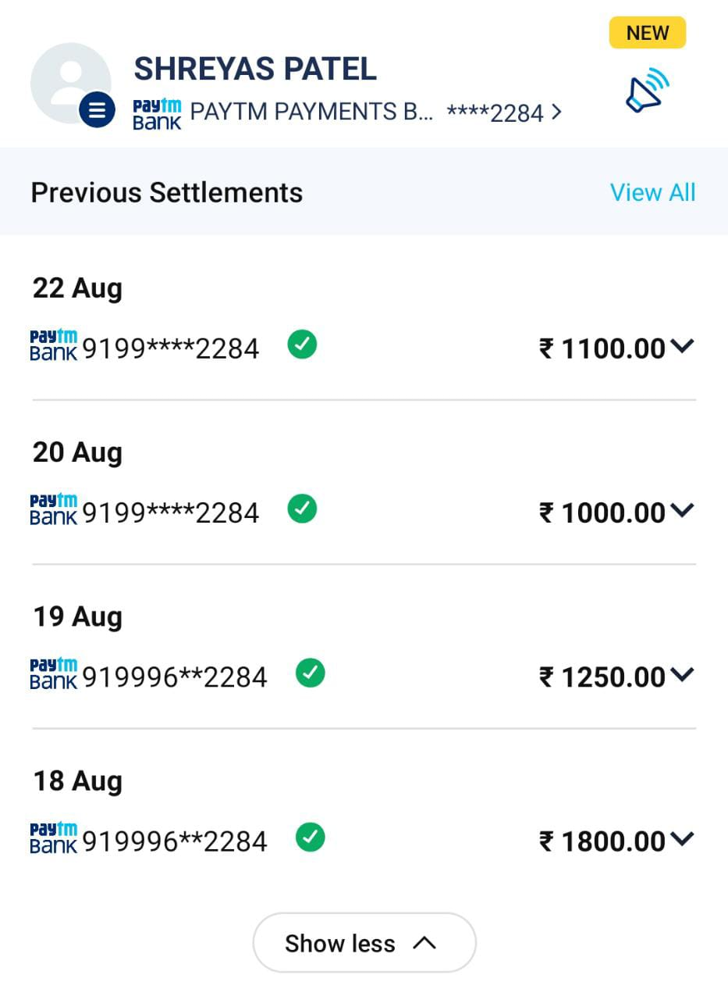 NEW
SHREYAS PATEL
paytm BANK PAYTM PAYMENTS B... ****2284 >
Previous Settlements View All
22 Aug
paytm BANK 9199****2284 ₹ 1100.00
20 Aug
paytm BANK 9199****2284 ₹ 1000.00
19 Aug
paytm BANK 919996**2284 ₹ 1250.00
18 Aug
paytm BANK 919996**2284 ₹ 1800.00
Show less